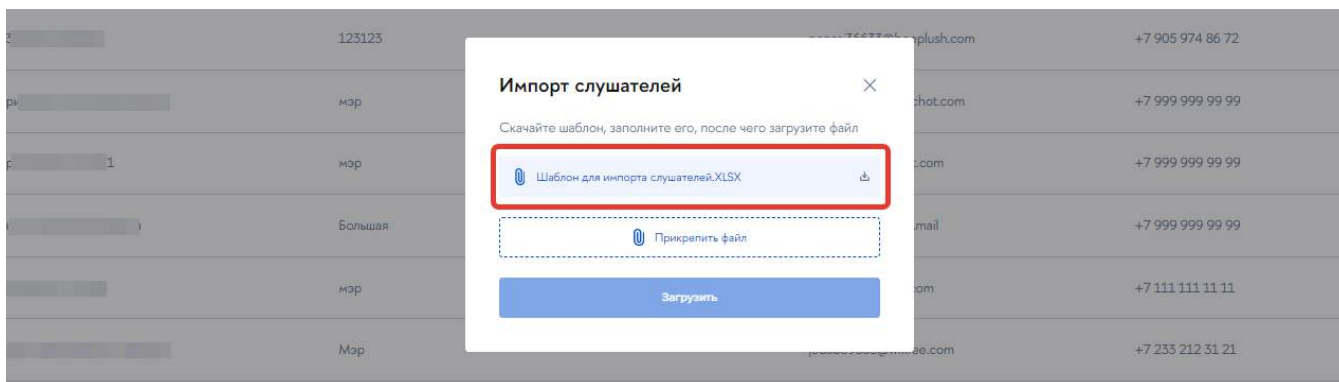 123123
plush.com
+7 905 974 86 72
Импорт слушателей
мэр
chot.com
+7 999 999 99 99
Скачайте шаблон, заполните его, после чего загрузите файл
1
мэр
Шаблон для импорта слушателей.XLSX
.com
+7 999 999 99 99
Большая
Прикрепить файл
.mail
+7 999 999 99 99
мэр
Загрузить
com
+7 111 111 11 11
Мэр
ee.com
+7 233 212 31 21